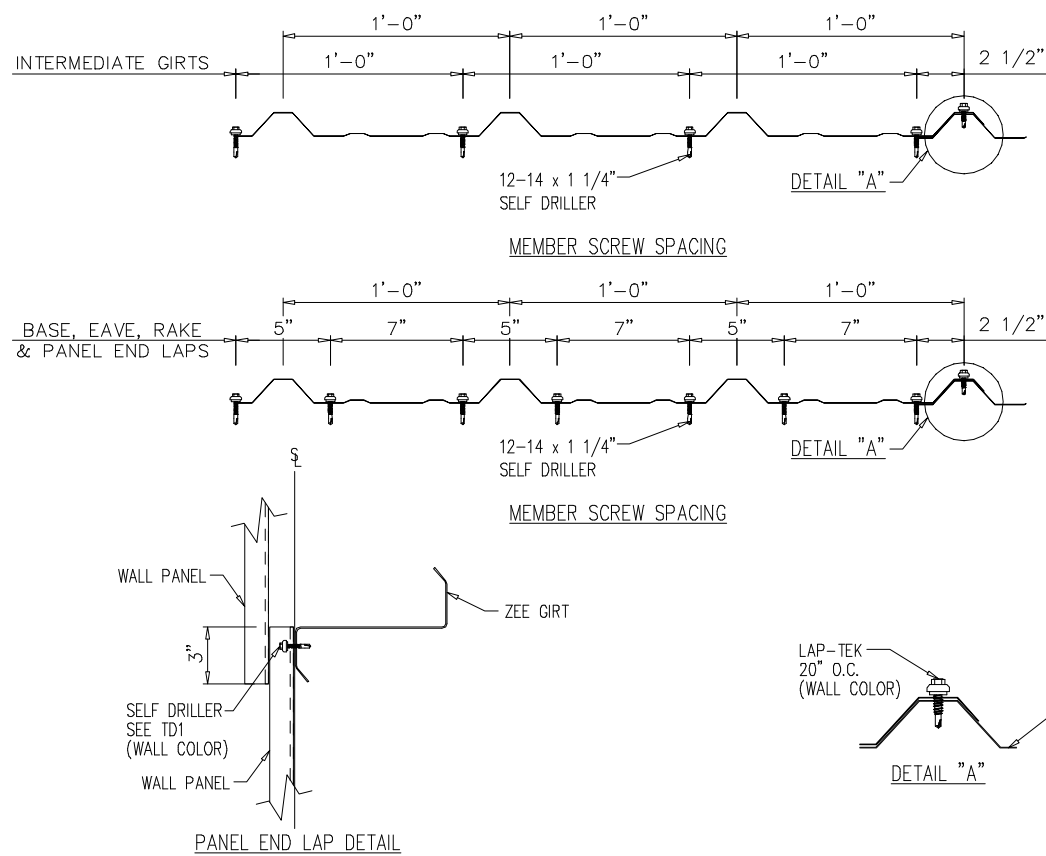 1'-0" 1'-0" 1'-0"
INTERMEDIATE GIRTS 1'-0" 1'-0" 1'-0" 2 1/2"
12-14 x 1 1/4"
SELF DRILLER
DETAIL "A"
MEMBER SCREW SPACING
1'-0" 1'-0" 1'-0"
BASE, EAVE, RAKE
& PANEL END LAPS
5" 7" 5" 7" 5" 7" 2 1/2"
12-14 x 1 1/4"
SELF DRILLER
DETAIL "A"
MEMBER SCREW SPACING
SL
WALL PANEL
ZEE GIRT
3"
SELF DRILLER
SEE TD1
(WALL COLOR)
WALL PANEL
PANEL END LAP DETAIL
LAP-TEK
20" O.C.
(WALL COLOR)
DETAIL "A"